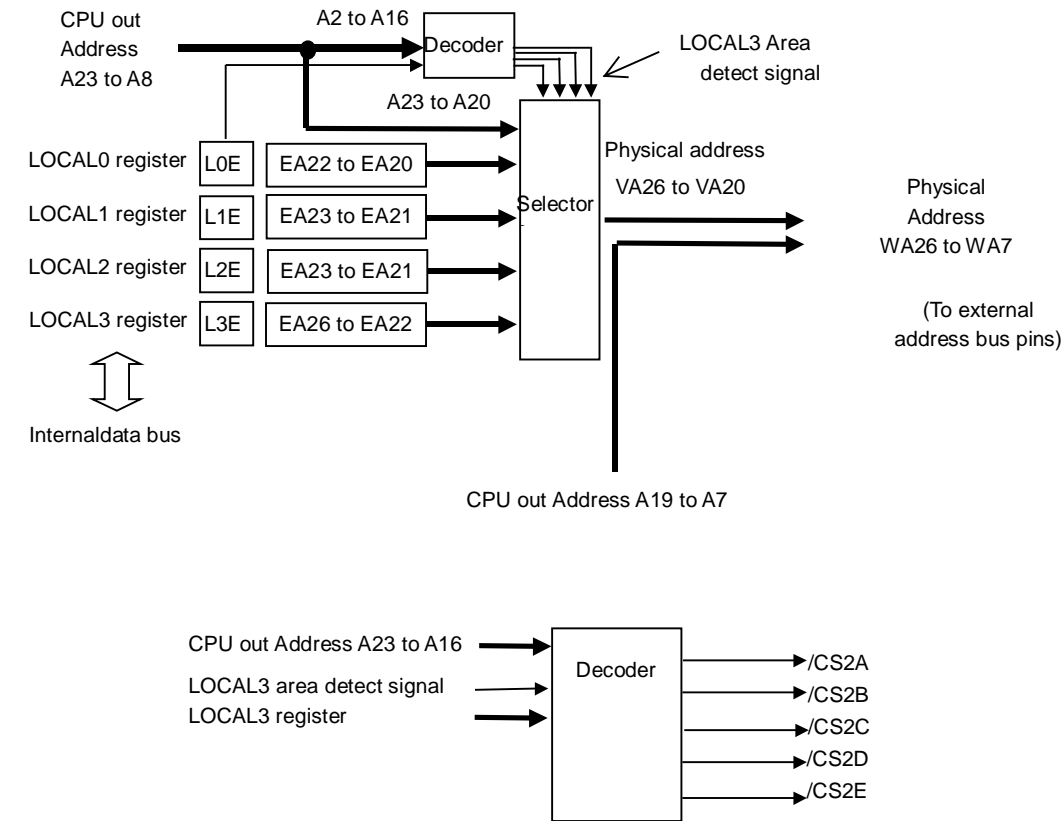 CPU out
Address
A23 to A8
A2 to A16
Decoder
LOCAL3 Area
detect signal
A23 to A20
LOCAL0 register
L0E
EA22 to EA20
LOCAL1 register
L1E
EA23 to EA21
LOCAL2 register
L2E
EA23 to EA21
LOCAL3 register
L3E
EA26 to EA22
Selector
Physical address
VA26 to VA20
Physical
Address
WA26 to WA7
(To external
address bus pins)
Internaldata bus
CPU out Address A19 to A7
CPU out Address A23 to A16
LOCAL3 area detect signal
LOCAL3 register
Decoder
/CS2A
/CS2B
/CS2C
/CS2D
/CS2E